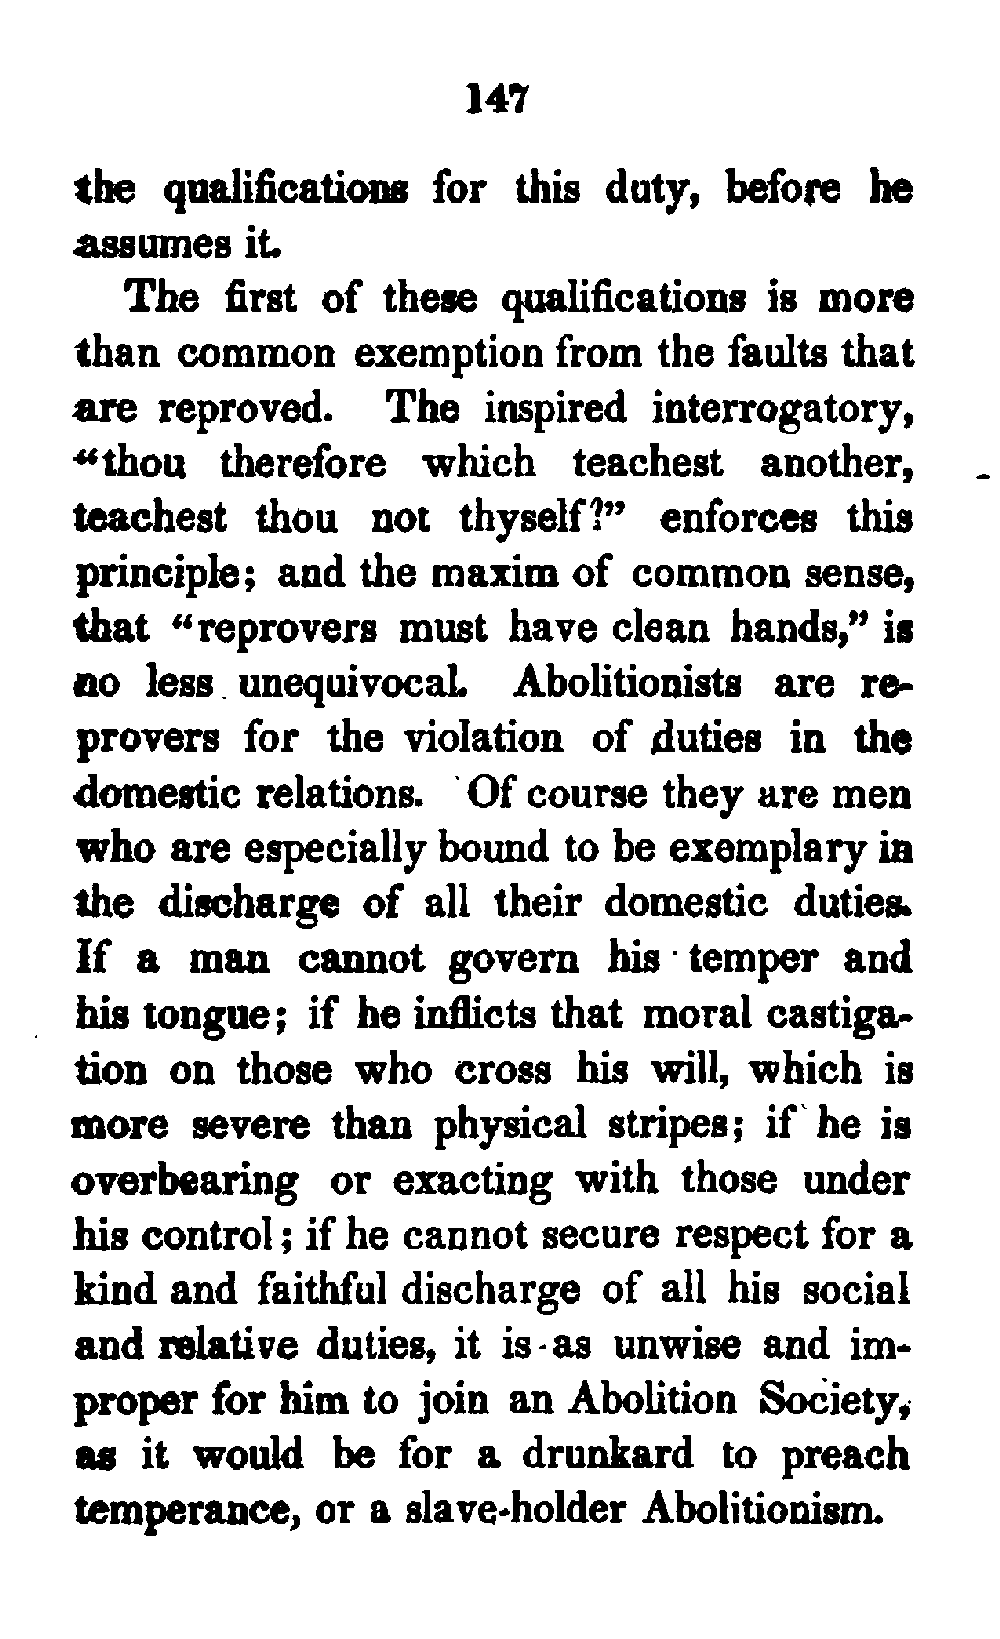 147
the qualifications for this duty, before he
assumes it.
The first of these qualifications is more
than common exemption from the faults that
are reproved. The inspired interrogatory,
“thou therefore which teachest another,
teachest thou not thyself?” enforces this
principle; and the maxim of common sense,
that “reprovers must have clean hands,” is
no less unequivocal. Abolitionists are re-
provers for the violation of duties in the
domestic relations. Of course they are men
who are especially bound to be exemplary in
the discharge of all their domestic duties.
If a man cannot govern his temper and
his tongue; if he inflicts that moral castiga-
tion on those who cross his will, which is
more severe than physical stripes; if he is
overbearing or exacting with those under
his control; if he cannot secure respect for a
kind and faithful discharge of all his social
and relative duties, it is as unwise and im-
proper for him to join an Abolition Society,
as it would be for a drunkard to preach
temperance, or a slave-holder Abolitionism.